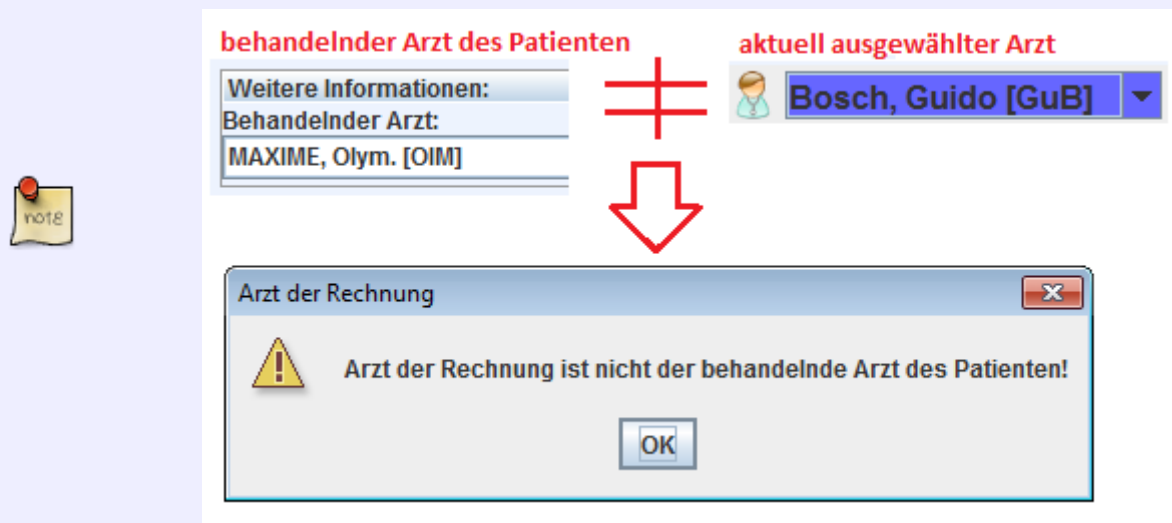 behandelnder Arzt des Patienten
aktuell ausgewählter Arzt
Weitere Informationen:
Behandelnder Arzt:
MAXIME, Olym. [OIM]
Bosch, Guido [GuB]
note
Arzt der Rechnung
Arzt der Rechnung ist nicht der behandelnde Arzt des Patienten!
OK